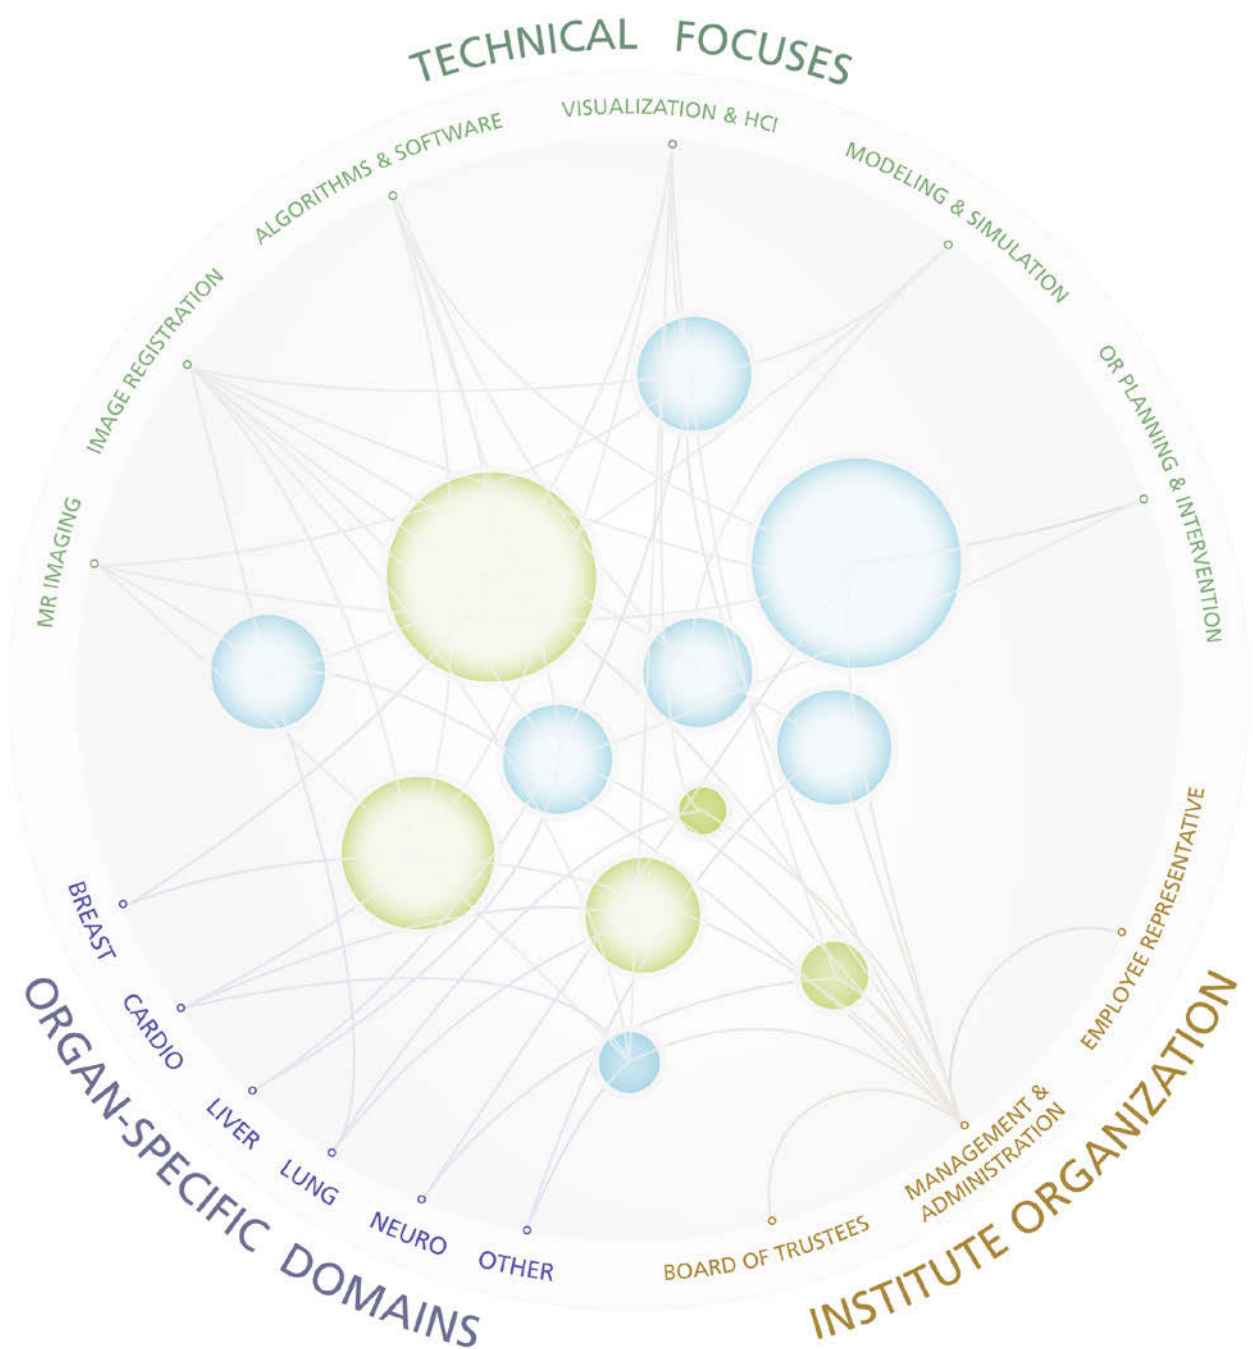 TECHNICAL FOCUSES
VISUALIZATION & HCI
ALGORITHMS & SOFTWARE
MODELING & SIMULATION
IMAGE REGISTRATION
OR PLANNING & INTERVENTION
MR IMAGING
BREAST
CARDIO
LIVER
LUNG
NEURO
OTHER
ORGAN-SPECIFIC DOMAINS
EMPLOYEE REPRESENTATIVE
MANAGEMENT &
ADMINISTRATION
BOARD OF TRUSTEES
INSTITUTE ORGANIZATION